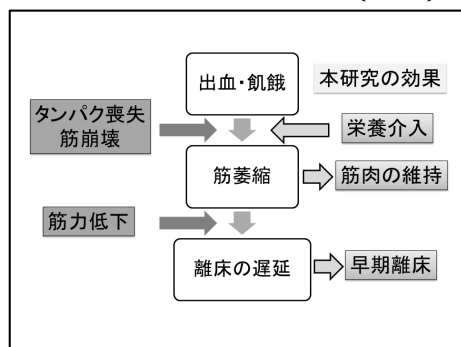 出血・飢餓
本研究の効果
タンパク喪失
筋崩壊
栄養介入
筋萎縮
筋肉の維持
筋力低下
離床の遅延
早期離床